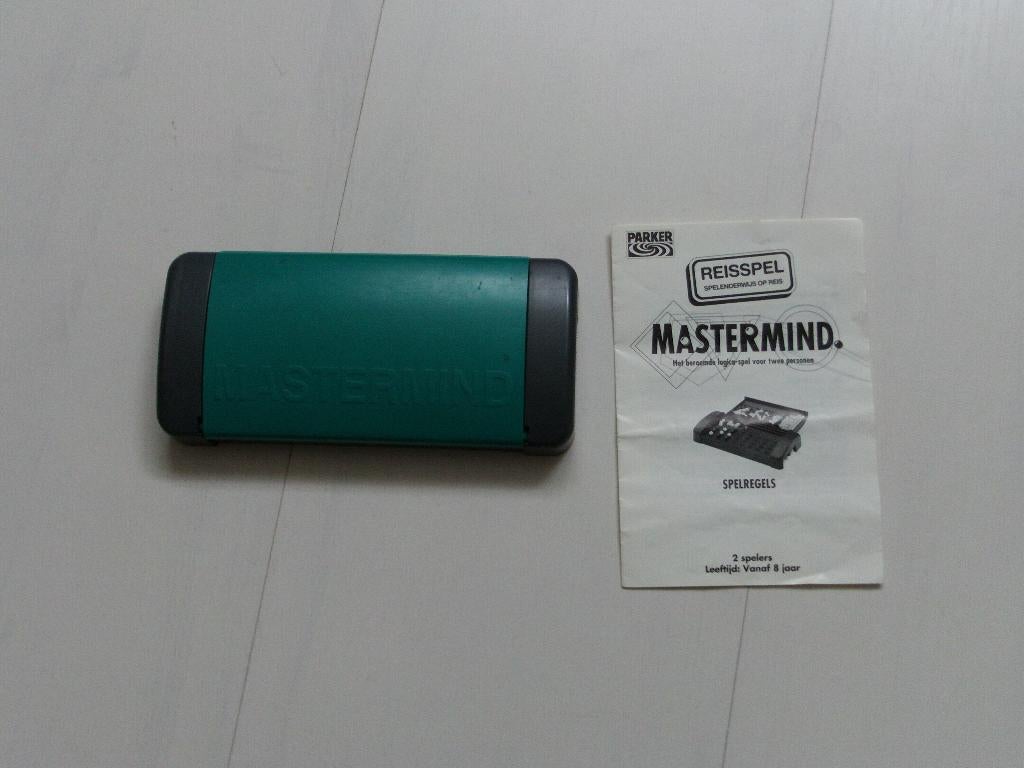 MASTERMIND
PARKER
REISSPEL
SPELENDERWIJS OP REIS
MASTERMIND.
Het beroemde logica-spel voor twee personen
SPELREGELS
2 spelers
Leeftijd: Vanaf 8 jaar